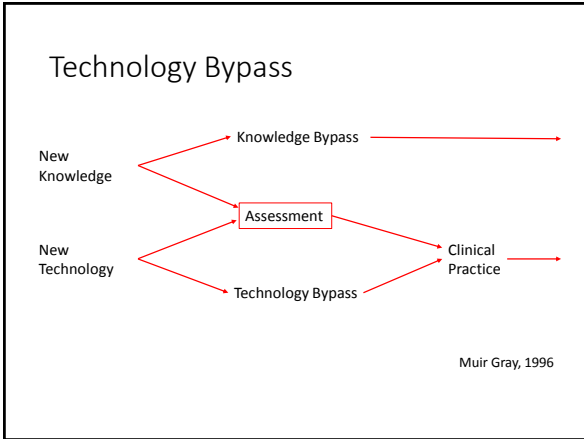 Technology Bypass
Knowledge Bypass
New
Knowledge
Assessment
New
Technology
Clinical
Practice
Technology Bypass
Muir Gray, 1996